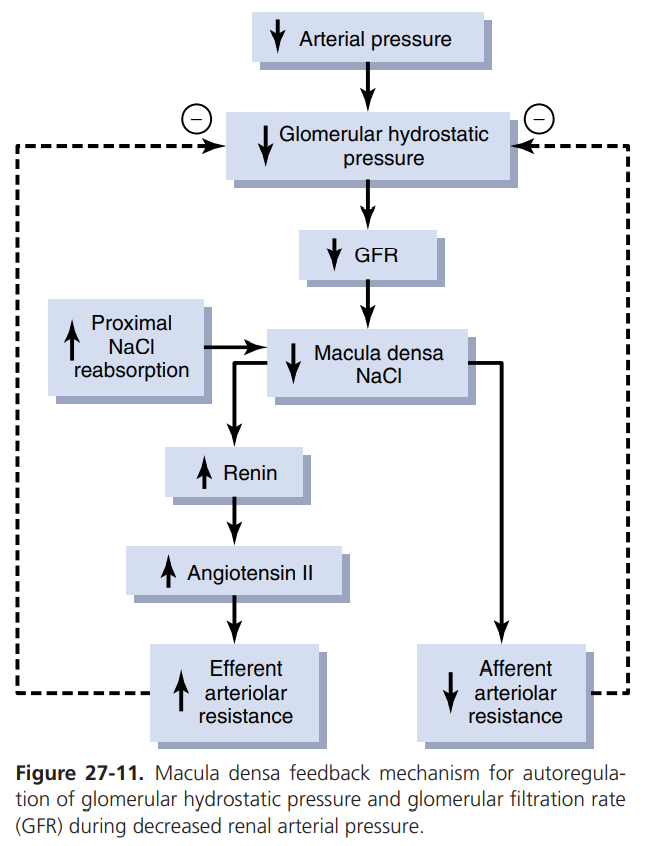 Arterial pressure
−
−
Glomerular hydrostatic
pressure
GFR
Proximal
NaCl
reabsorption
Macula densa
NaCl
Renin
Angiotensin II
Efferent
arteriolar
resistance
Afferent
arteriolar
resistance
Figure 27-11. Macula densa feedback mechanism for autoregula-
tion of glomerular hydrostatic pressure and glomerular filtration rate
(GFR) during decreased renal arterial pressure.